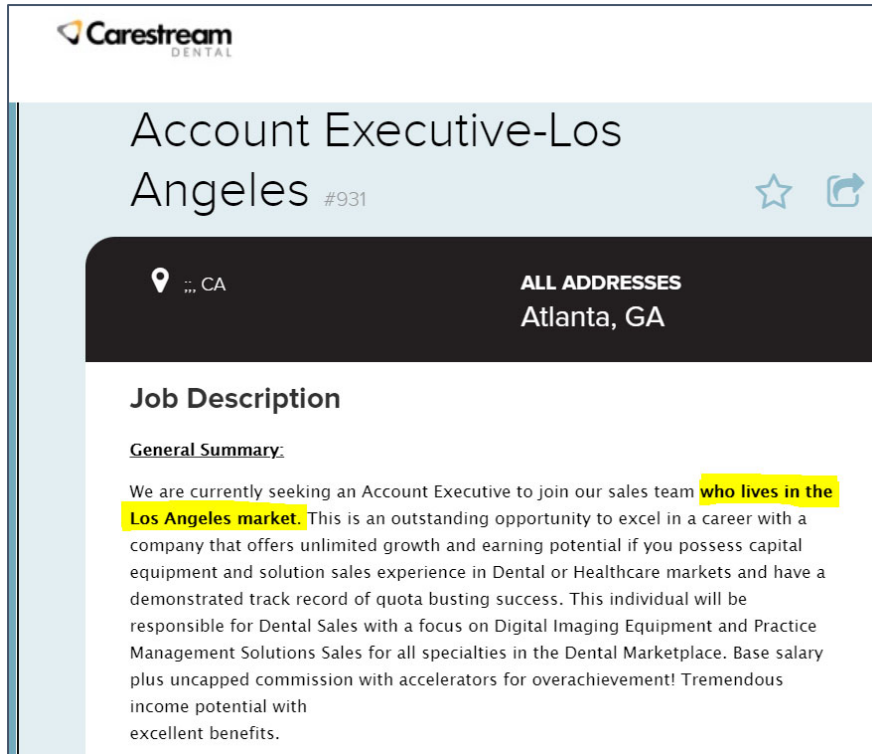 Carestream
DENTAL
Account Executive-Los
Angeles #931
;;, CA
ALL ADDRESSES
Atlanta, GA
Job Description
General Summary:
We are currently seeking an Account Executive to join our sales team who lives in the
Los Angeles market. This is an outstanding opportunity to excel in a career with a
company that offers unlimited growth and earning potential if you possess capital
equipment and solution sales experience in Dental or Healthcare markets and have a
demonstrated track record of quota busting success. This individual will be
responsible for Dental Sales with a focus on Digital Imaging Equipment and Practice
Management Solutions Sales for all specialties in the Dental Marketplace. Base salary
plus uncapped commission with accelerators for overachievement! Tremendous
income potential with
excellent benefits.